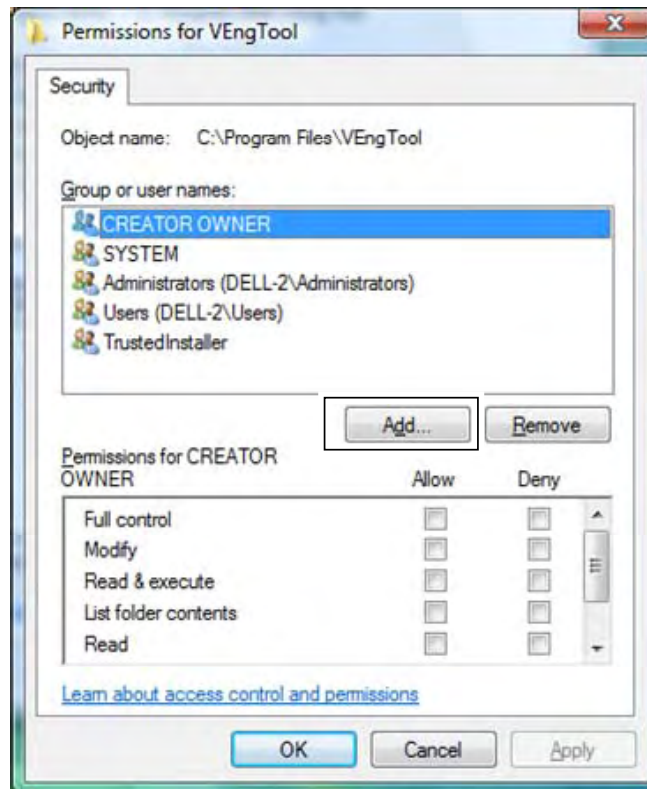 Permissions for VEngTool
Security
Object name: C:\Program Files\VEngTool
Group or user names:
CREATOR OWNER
SYSTEM
Administrators (DELL-2\Administrators)
Users (DELL-2\Users)
TrustedInstaller
Add... Remove
Permissions for CREATOR
OWNER Allow Deny
Full control
Modify
Read & execute
List folder contents
Read
Learn about access control and permissions
OK Cancel Apply